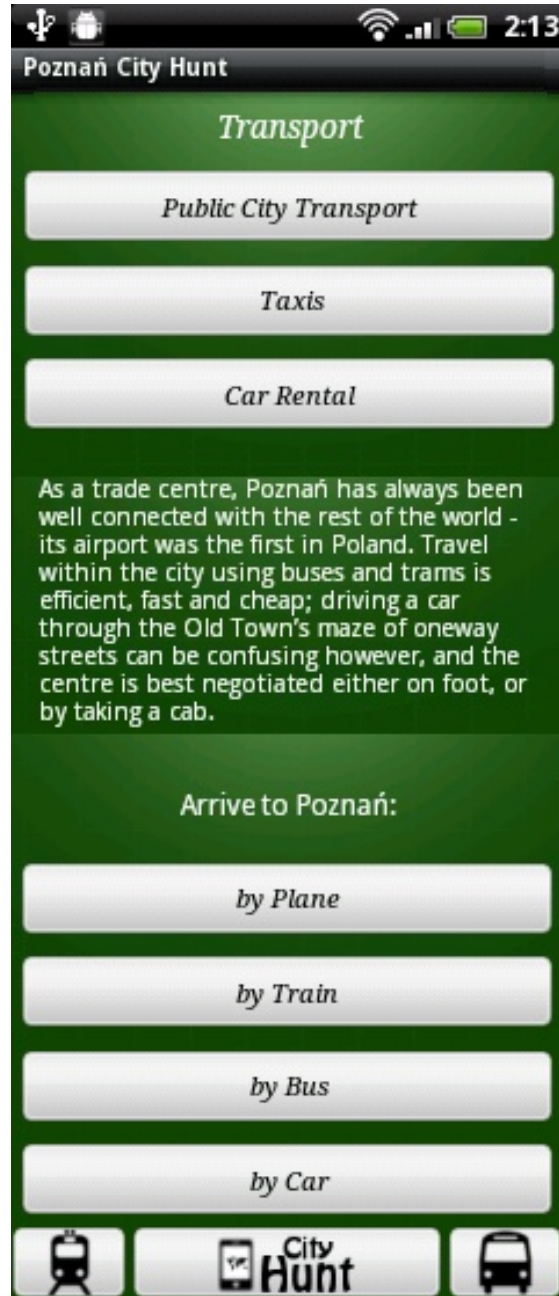 2:13
Poznań City Hunt
Transport
Public City Transport
Taxis
Car Rental
As a trade centre, Poznań has always been
well connected with the rest of the world -
its airport was the first in Poland. Travel
within the city using buses and trams is
efficient, fast and cheap; driving a car
through the Old Town's maze of oneway
streets can be confusing however, and the
centre is best negotiated either on foot, or
by taking a cab.
Arrive to Poznań:
by Plane
by Train
by Bus
by Car
City
Hunt